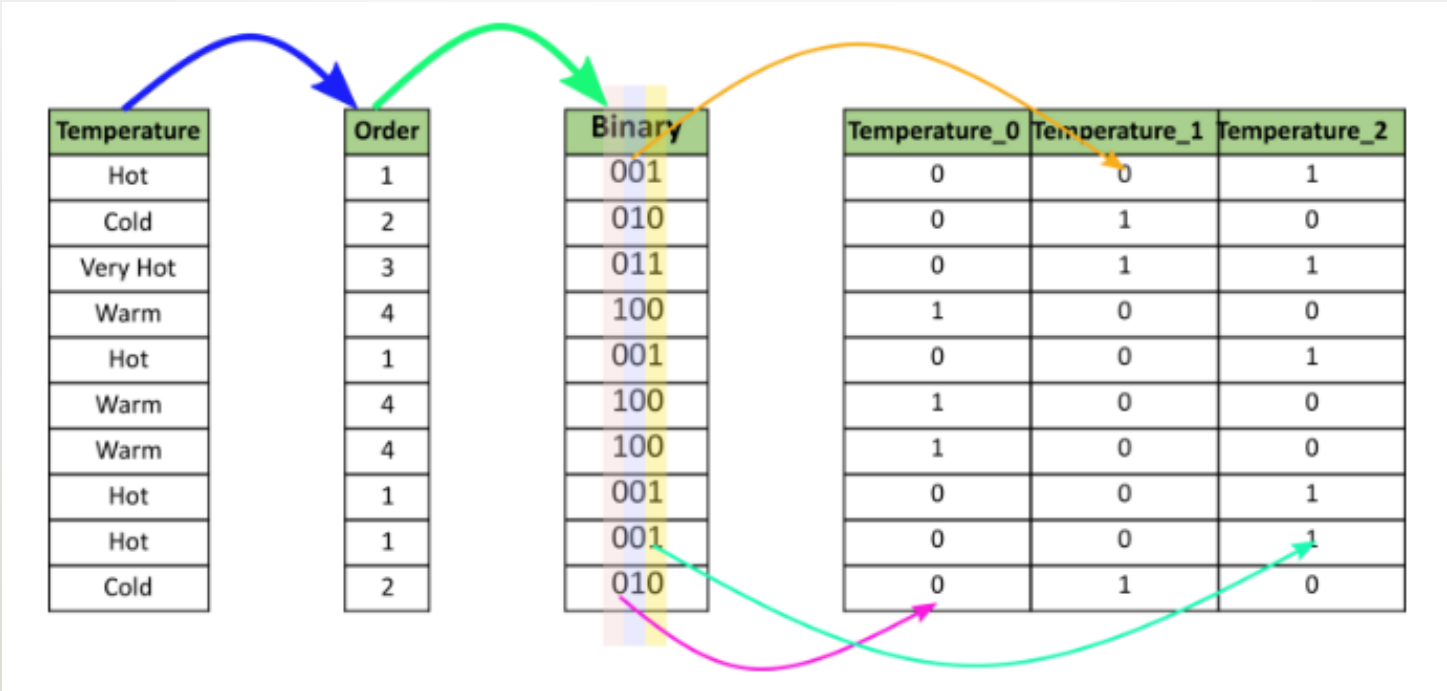 Temperature Order Binary Temperature_0 Temperature_1 Temperature_2
Hot 1 001 0 0 1
Cold 2 010 0 1 0
Very Hot 3 011 0 1 1
Warm 4 100 1 0 0
Hot 1 001 0 0 1
Warm 4 100 1 0 0
Warm 4 100 1 0 0
Hot 1 001 0 0 1
Hot 1 001 0 0 1
Cold 2 010 0 1 0